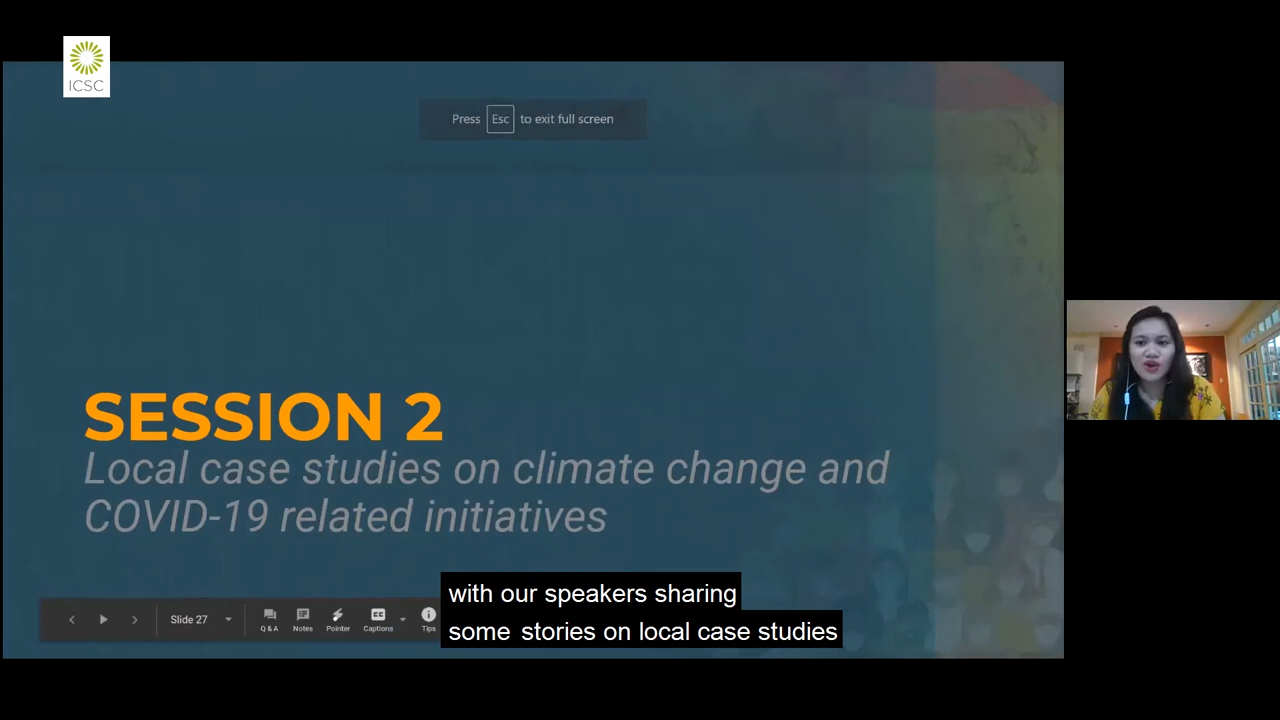 ICSC
Press Esc to exit full screen
SESSION 2
Local case studies on climate change and
COVID-19 related initiatives
Slide 27
Q & A
Notes
Pointer
Captions
CC
Tips
with our speakers sharing
some stories on local case studies